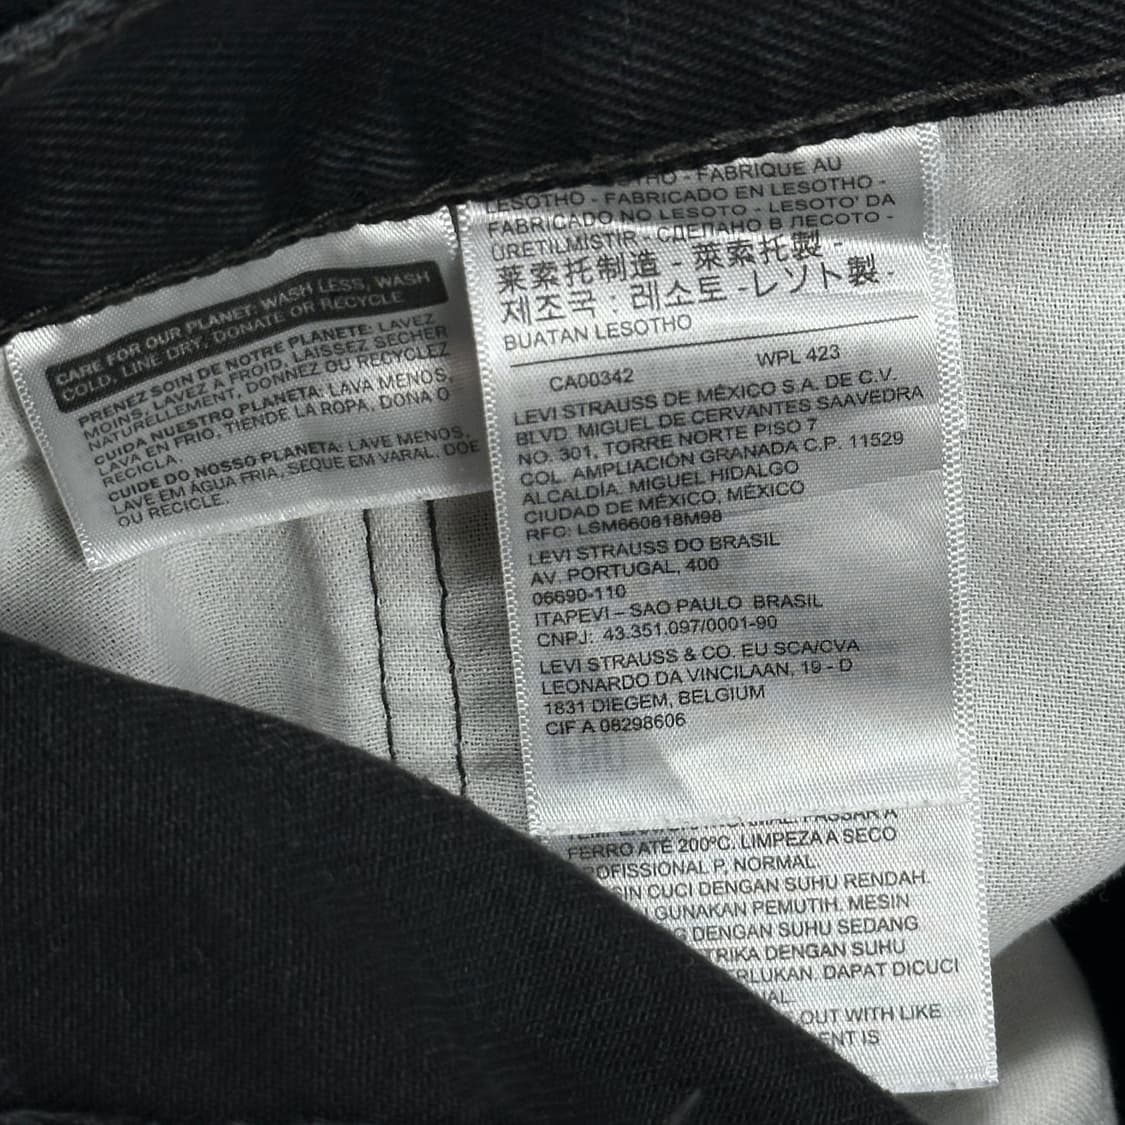 CARE FOR OUR PLANET: WASH LESS, WASH
COLD, LINE DRY, DONATE OR RECYCLE
PRENEZ SOIN DE NOTRE PLANETE: LAVEZ
MOINS, LAVEZ A FROID, LAISSEZ SECHER
NATURELLEMENT, DONNEZ OU RECYCLEZ
CUIDA NUESTRO PLANETA: LAVA MENOS,
LAVA EN FRIO, TIENDE LA ROPA, DONA O
RECICLA.
CUIDE DO NOSSO PLANETA: LAVE MENOS,
LAVE EM ÁGUA FRIA, SEQUE EM VARAL, DOE
OU RECICLE.
- FABRIQUE AU
LESOTHO - FABRICADO EN LESOTHO -
FABRICADO NO LESOTO - LESOTO' DA
ÜRETILMISTIR - СДЕЛАНО В ЛЕСОТО -
莱索托制造 - 萊索托製 -
제조국 : 레소토 -レソト製 -
BUATAN LESOTHO
CA00342 WPL 423
LEVI STRAUSS DE MÉXICO S.A. DE C.V.
BLVD. MIGUEL DE CERVANTES SAAVEDRA
NO. 301, TORRE NORTE PISO 7
COL. AMPLIACIÓN GRANADA C.P. 11529
ALCALDÍA. MIGUEL HIDALGO
CIUDAD DE MÉXICO, MÉXICO
RFC: LSM660818M98
LEVI STRAUSS DO BRASIL
AV. PORTUGAL, 400
06690-110
ITAPEVI – SAO PAULO BRASIL
CNPJ: 43.351.097/0001-90
LEVI STRAUSS & CO. EU SCA/CVA
LEONARDO DA VINCILAAN, 19 - D
1831 DIEGEM, BELGIUM
CIF A 08298606
FERRO ATÉ 200ºC. LIMPEZA A SECO
OFISSIONAL P, NORMAL.
IN CUCI DENGAN SUHU RENDAH.
GUNAKAN PEMUTIH. MESIN
DENGAN SUHU SEDANG
TRIKA DENGAN SUHU
RLUKAN. DAPAT DICUCI
OUT WITH LIKE
ENT IS